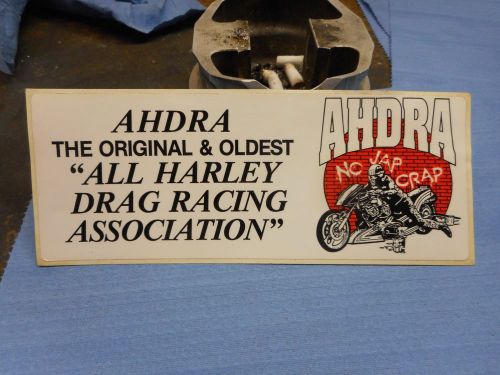 AHDRA
THE ORIGINAL & OLDEST
“ALL HARLEY
DRAG RACING
ASSOCIATION”
AHDRA
NO JAP
CRAP